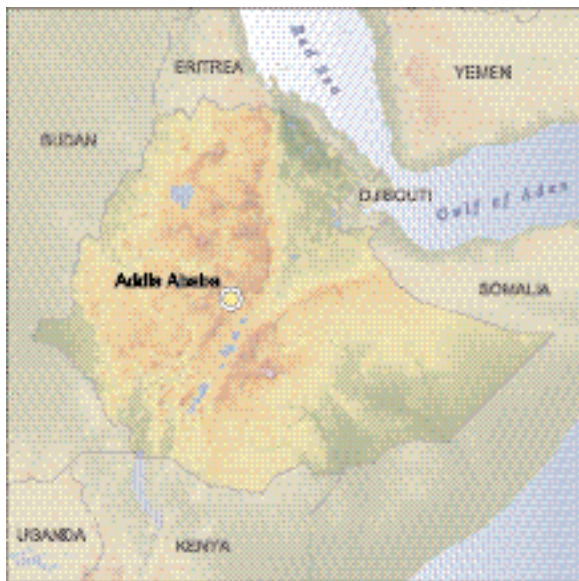 Red Sea
ERITREA
YEMEN
SUDAN
DJIBOUTI
Gulf of Aden
Addis Ababa
SOMALIA
UGANDA
KENYA